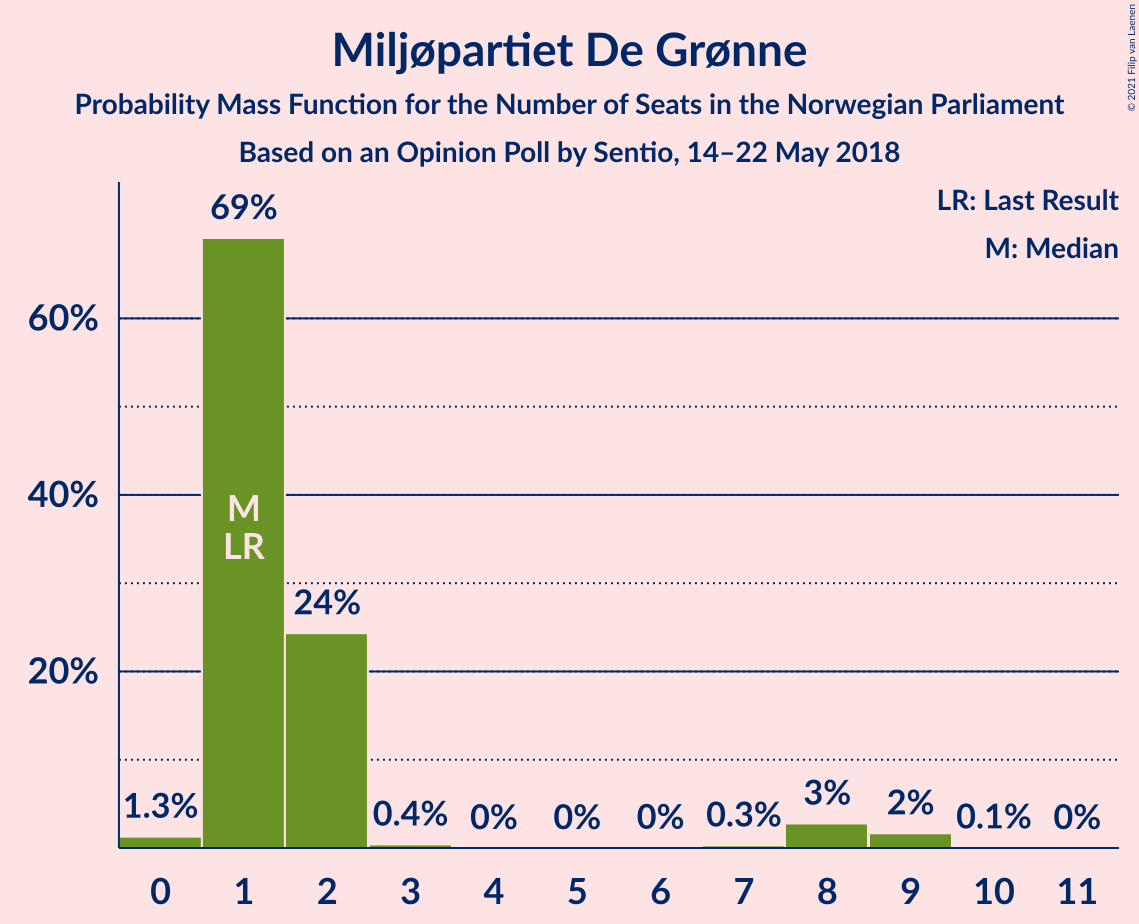 Miljøpartiet De Grønne
Probability Mass Function for the Number of Seats in the Norwegian Parliament
Based on an Opinion Poll by Sentio, 14–22 May 2018
© 2021 Filip van Laenen
LR: Last Result
M: Median
69%
60%
40%
M
LR
24%
20%
1.3%
0.4%
0%
0%
0%
0.3%
3%
2%
0.1%
0%
0 1 2 3 4 5 6 7 8 9 10 11